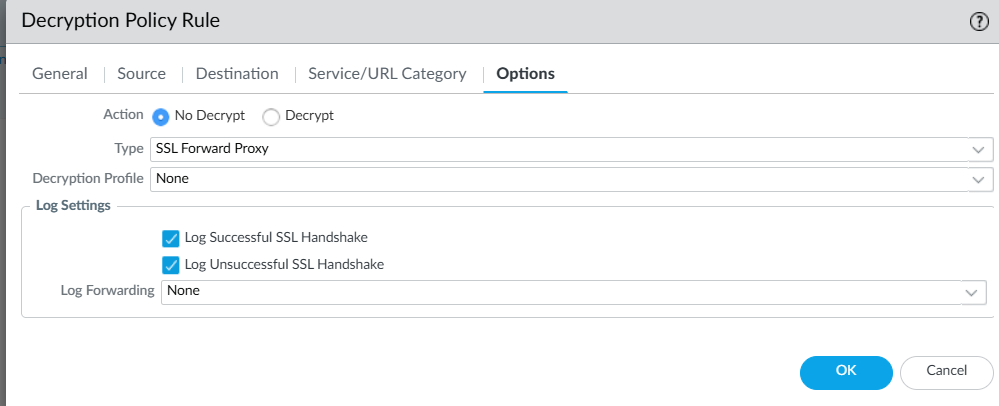 Decryption Policy Rule
?
General Source Destination Service/URL Category Options
Action No Decrypt Decrypt
Type SSL Forward Proxy
Decryption Profile None
Log Settings
Log Successful SSL Handshake
Log Unsuccessful SSL Handshake
Log Forwarding None
OK Cancel